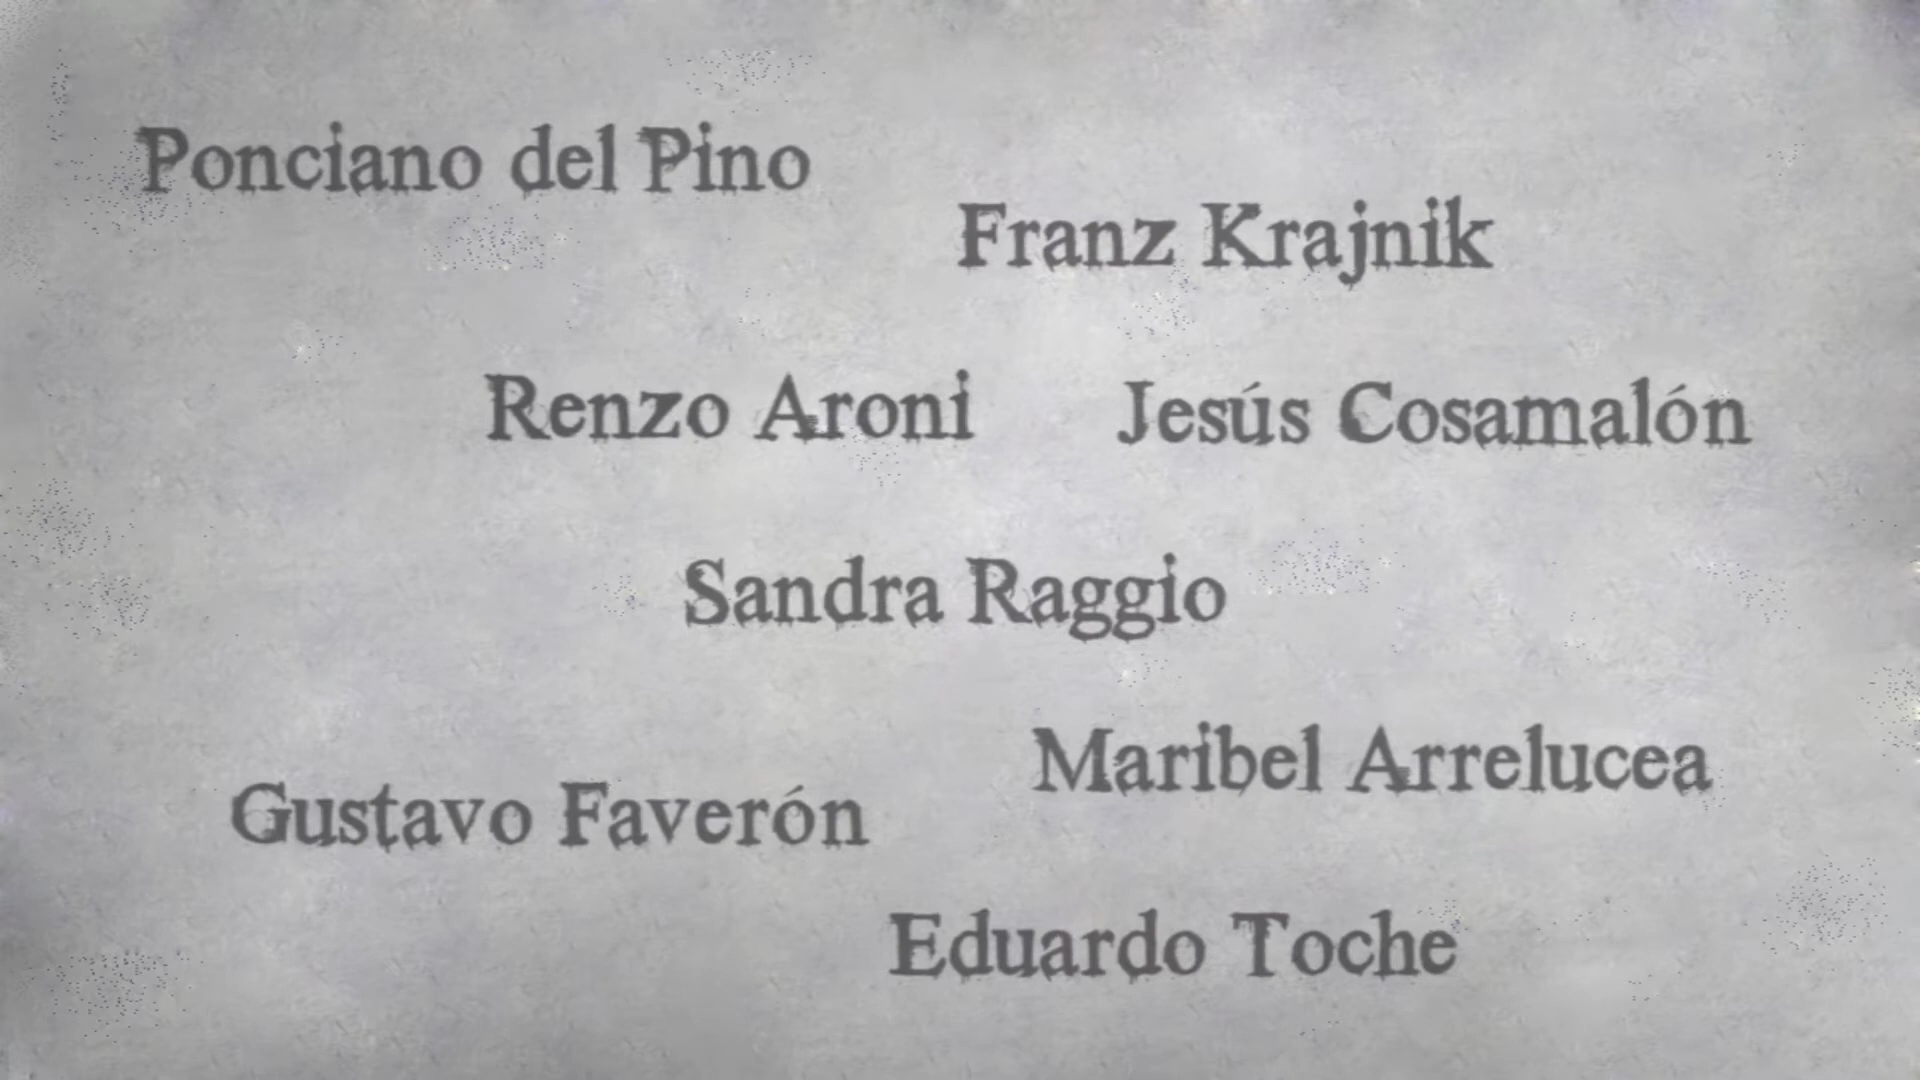 Ponciano del Pino
Franz Krajnik
Renzo Aroni
Jesús Cosamalón
Sandra Raggio
Maribel Arrelucea
Gustavo Faverón
Eduardo Toche